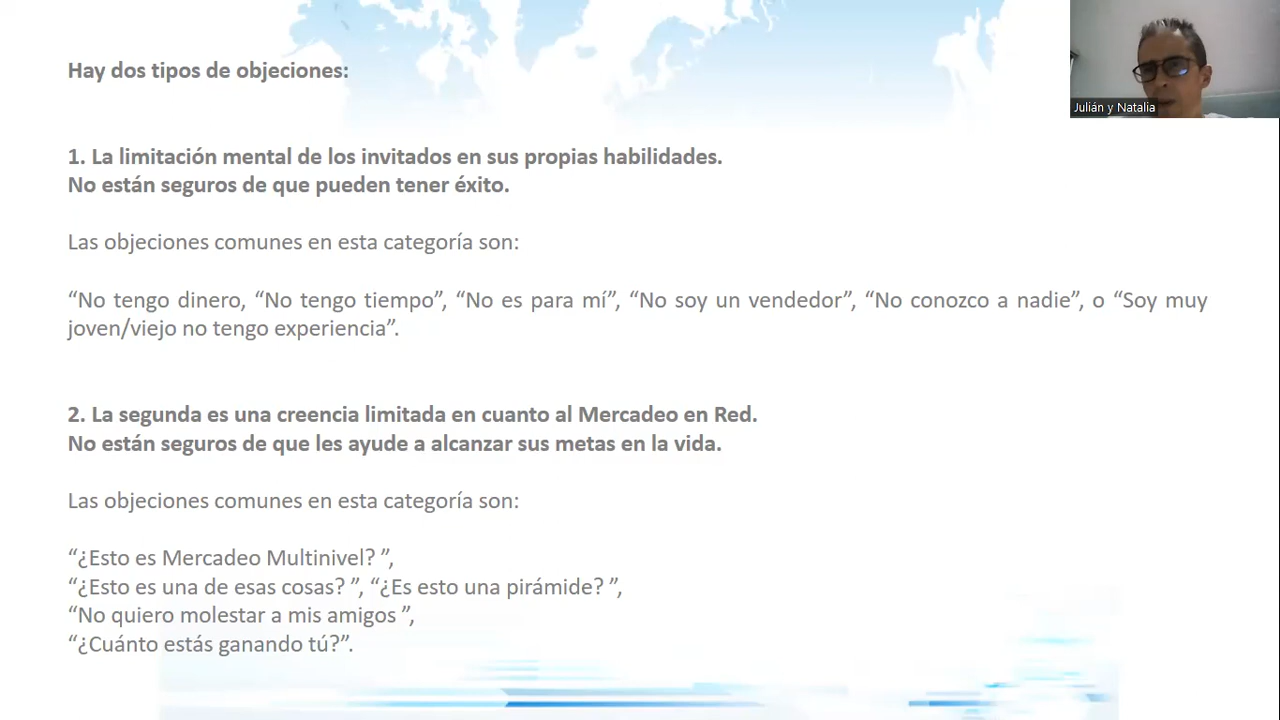 Hay dos tipos de objeciones:
Julián y Natalia
1. La limitación mental de los invitados en sus propias habilidades.
No están seguros de que pueden tener éxito.
Las objeciones comunes en esta categoría son:
“No tengo dinero, “No tengo tiempo”, “No es para mí”, “No soy un vendedor”, “No conozco a nadie”, o “Soy muy
joven/viejo no tengo experiencia”.
2. La segunda es una creencia limitada en cuanto al Mercadeo en Red.
No están seguros de que les ayude a alcanzar sus metas en la vida.
Las objeciones comunes en esta categoría son:
“¿Esto es Mercadeo Multinivel? ”,
“¿Esto es una de esas cosas? ”, “¿Es esto una pirámide? ”,
“No quiero molestar a mis amigos ”,
“¿Cuánto estás ganando tú?”.